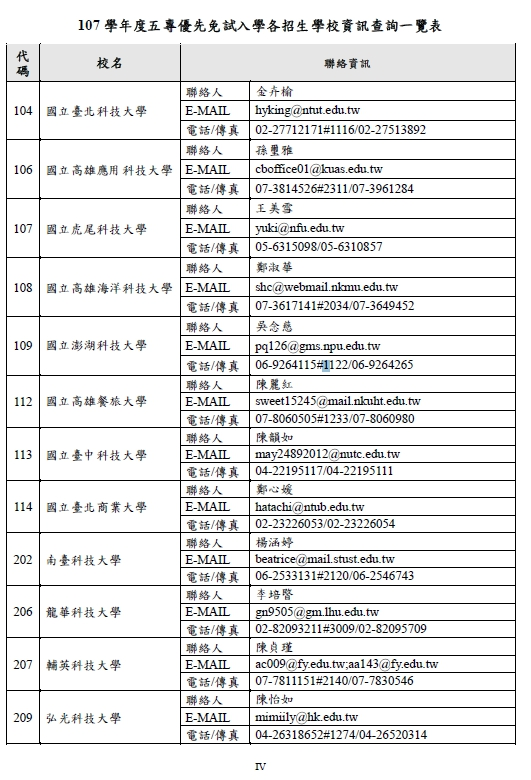 107 學年度五專優先免試入學各招生學校資訊查詢一覽表
代碼 校名 聯絡資訊
104 國立臺北科技大學
聯絡人 金卉榆
E-MAIL hyking@ntut.edu.tw
電話/傳真 02-27712171#1116/02-27513892
106 國立高雄應用科技大學
聯絡人 孫璽雅
E-MAIL cboffice01@kuas.edu.tw
電話/傳真 07-3814526#2311/07-3961284
107 國立虎尾科技大學
聯絡人 王美雪
E-MAIL yuki@nfu.edu.tw
電話/傳真 05-6315098/05-6310857
108 國立高雄海洋科技大學
聯絡人 鄭淑華
E-MAIL shc@webmail.nkmu.edu.tw
電話/傳真 07-3617141#2034/07-3649452
109 國立澎湖科技大學
聯絡人 吳念慈
E-MAIL pq126@gms.npu.edu.tw
電話/傳真 06-9264115#1122/06-9264265
112 國立高雄餐旅大學
聯絡人 陳麗紅
E-MAIL sweet15245@mail.nkuht.edu.tw
電話/傳真 07-8060505#1233/07-8060980
113 國立臺中科技大學
聯絡人 陳韻如
E-MAIL may24892012@nutc.edu.tw
電話/傳真 04-22195117/04-22195111
114 國立臺北商業大學
聯絡人 鄭心媛
E-MAIL hatachi@ntub.edu.tw
電話/傳真 02-23226053/02-23226054
202 南臺科技大學
聯絡人 楊涵婷
E-MAIL beatrice@mail.stust.edu.tw
電話/傳真 06-2533131#2120/06-2546743
206 龍華科技大學
聯絡人 李培
E-MAIL gn9505@gm.lhu.edu.tw
電話/傳真 02-82093211#3009/02-82095709
207 輔英科技大學
聯絡人 陳貞瑾
E-MAIL ac009@fy.edu.tw;aa143@fy.edu.tw
電話/傳真 07-7811151#2140/07-7830546
209 弘光科技大學
聯絡人 陳怡如
E-MAIL mimiily@hk.edu.tw
電話/傳真 04-26318652#1274/04-26520314
IV